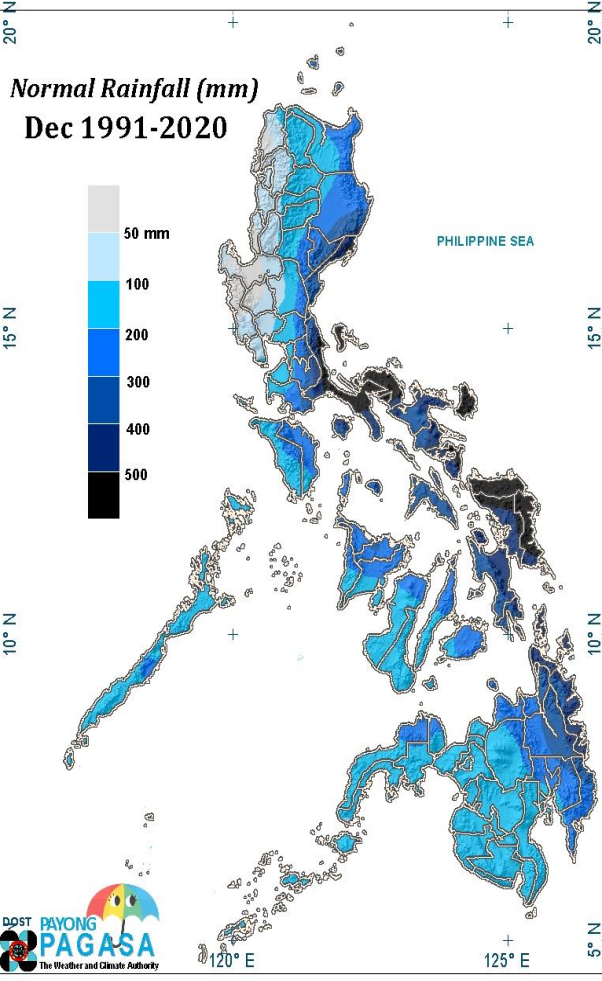 20° N
20° N
Normal Rainfall (mm)
Dec 1991-2020
50 mm
PHILIPPINE SEA
100
15° N
200
15° N
300
400
500
10° N
10° N
DOST
PAYONG
PAGASA
The Weather and Climate Authority
120° E
125° E
5° N